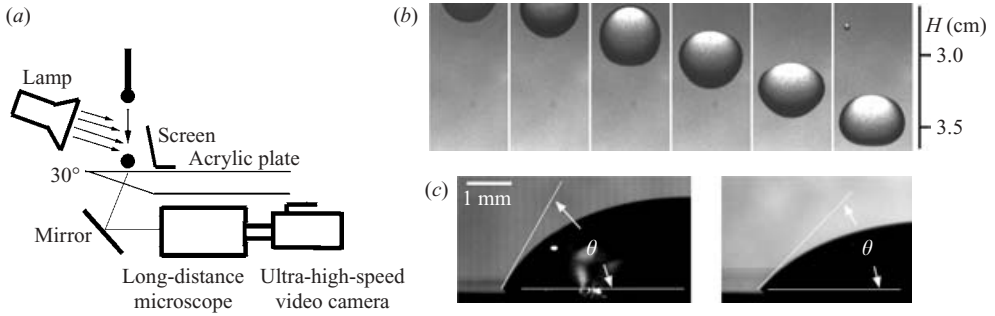 (a)
Lamp
Screen
Acrylic plate
30°
Mirror
Long-distance
microscope
Ultra-high-speed
video camera
(b)
H (cm)
3.0
3.5
(c)
1 mm
θ
θ